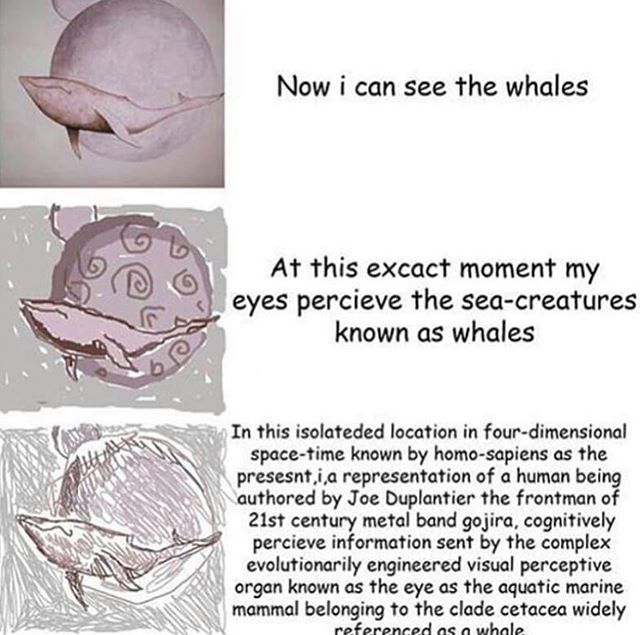 Now i can see the whales
At this excact moment my
eyes percieve the sea-creatures
known as whales
In this isolateded location in four-dimensional
space-time known by homo-sapiens as the
presesnt,i,a representation of a human being
authored by Joe Duplantier the frontman of
21st century metal band gojira, cognitively
percieve information sent by the complex
evolutionarily engineered visual perceptive
organ known as the eye as the aquatic marine
mammal belonging to the clade cetacea widely
referenced as a whale